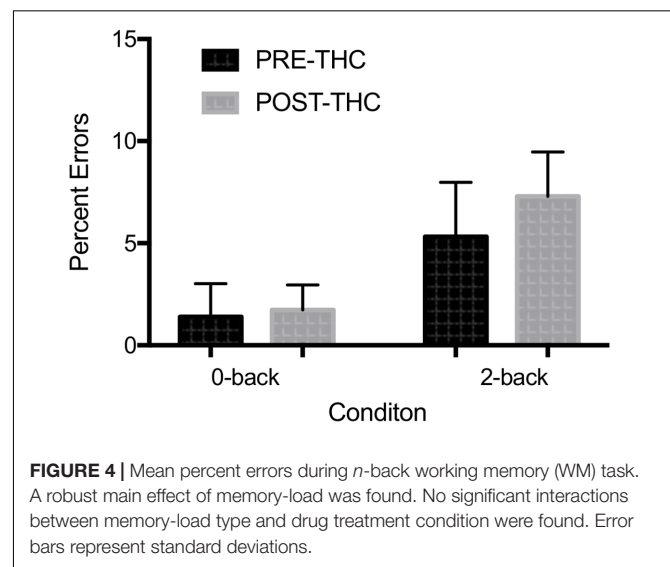 15
PRE-THC
POST-THC
10
Percent Errors
5
0
0-back 2-back
Conditon
FIGURE 4 | Mean percent errors during n-back working memory (WM) task.
A robust main effect of memory-load was found. No significant interactions
between memory-load type and drug treatment condition were found. Error
bars represent standard deviations.